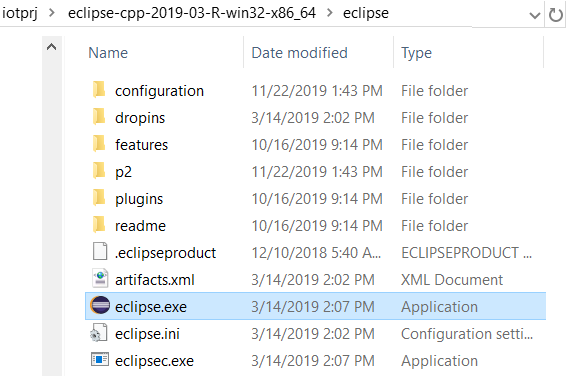 iotprj > eclipse-cpp-2019-03-R-win32-x86_64 > eclipse
Name Date modified Type
configuration 11/22/2019 1:43 PM File folder
dropins 3/14/2019 2:02 PM File folder
features 10/16/2019 9:14 PM File folder
p2 11/22/2019 1:43 PM File folder
plugins 10/16/2019 9:14 PM File folder
readme 10/16/2019 9:14 PM File folder
.eclipseproduct 12/10/2018 5:40 A... ECLIPSEPRODUCT ...
artifacts.xml 3/14/2019 2:02 PM XML Document
eclipse.exe 3/14/2019 2:07 PM Application
eclipse.ini 3/14/2019 2:02 PM Configuration setti...
eclipsec.exe 3/14/2019 2:07 PM Application